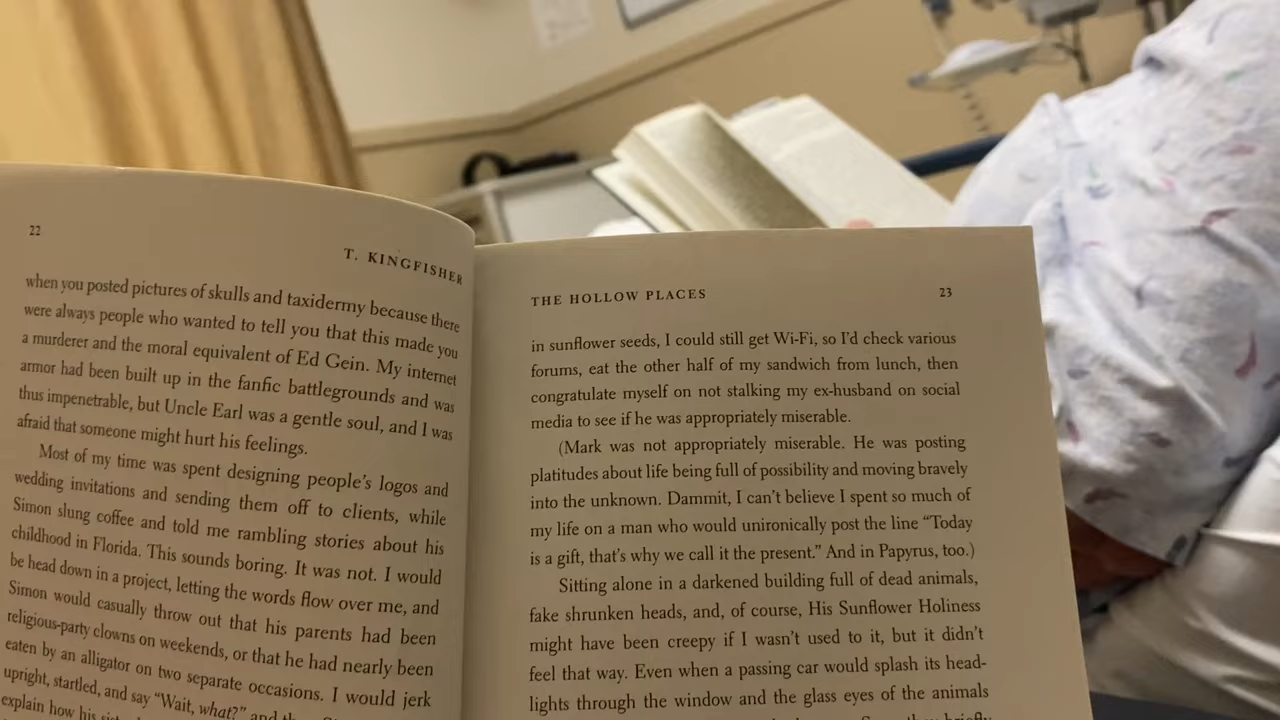 22
T. KINGFISHER
when you posted pictures of skulls and taxidermy because there
were always people who wanted to tell you that this made you
a murderer and the moral equivalent of Ed Gein. My internet
armor had been built up in the fanfic battlegrounds and was
thus impenetrable, but Uncle Earl was a gentle soul, and I was
afraid that someone might hurt his feelings.
Most of my time was spent designing people's logos and
wedding invitations and sending them off to clients, while
Simon slung coffee and told me rambling stories about his
childhood in Florida. This sounds boring. It was not. I would
be head down in a project, letting the words flow over me, and
Simon would casually throw out that his parents had been
religious-party clowns on weekends, or that he had nearly been
eaten by an alligator on two separate occasions. I would jerk
upright, startled, and say “Wait, what?” and
explain how his
THE HOLLOW PLACES
23
in sunflower seeds, I could still get Wi-Fi, so I'd check various
forums, eat the other half of my sandwich from lunch, then
congratulate myself on not stalking my ex-husband on social
media to see if he was appropriately miserable.
(Mark was not appropriately miserable. He was posting
platitudes about life being full of possibility and moving bravely
into the unknown. Dammit, I can't believe I spent so much of
my life on a man who would unironically post the line “Today
is a gift, that's why we call it the present.” And in Papyrus, too.)
Sitting alone in a darkened building full of dead animals,
fake shrunken heads, and, of course, His Sunflower Holiness
might have been creepy if I wasn't used to it, but it didn't
feel that way. Even when a passing car would splash its head-
lights through the window and the glass eyes of the animals